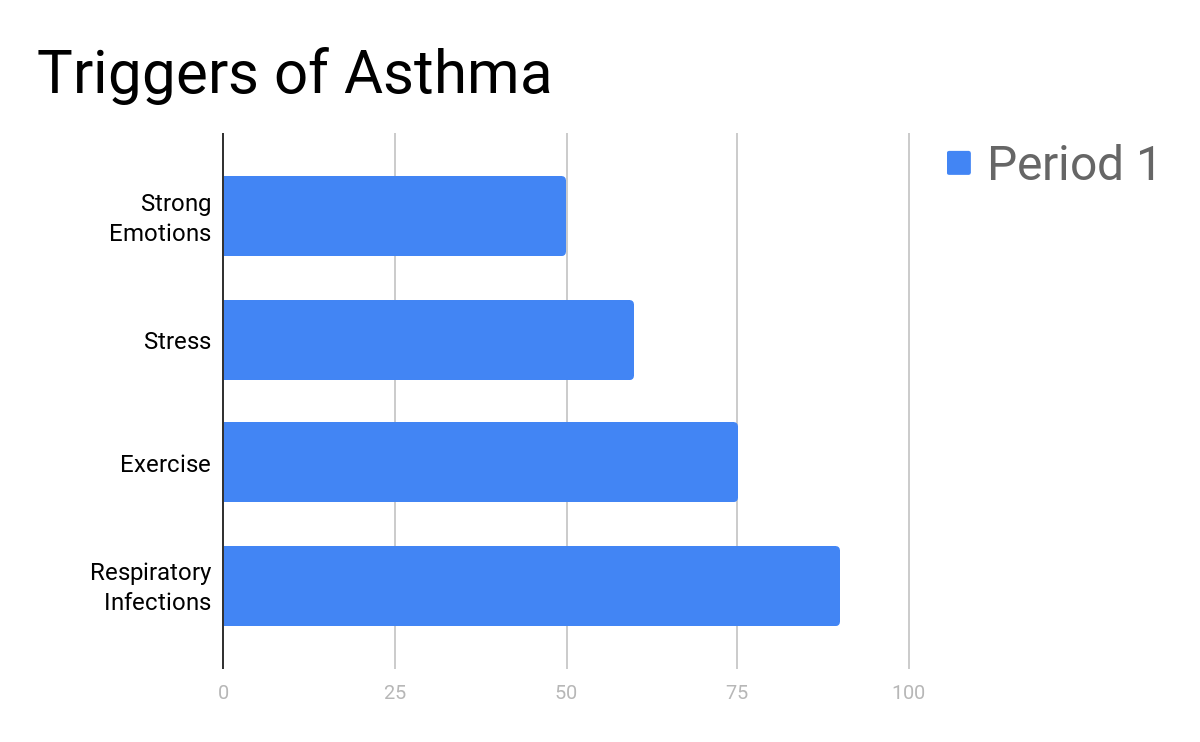 Triggers of Asthma
Period 1
Strong
Emotions
Stress
Exercise
Respiratory
Infections
0 25 50 75 100